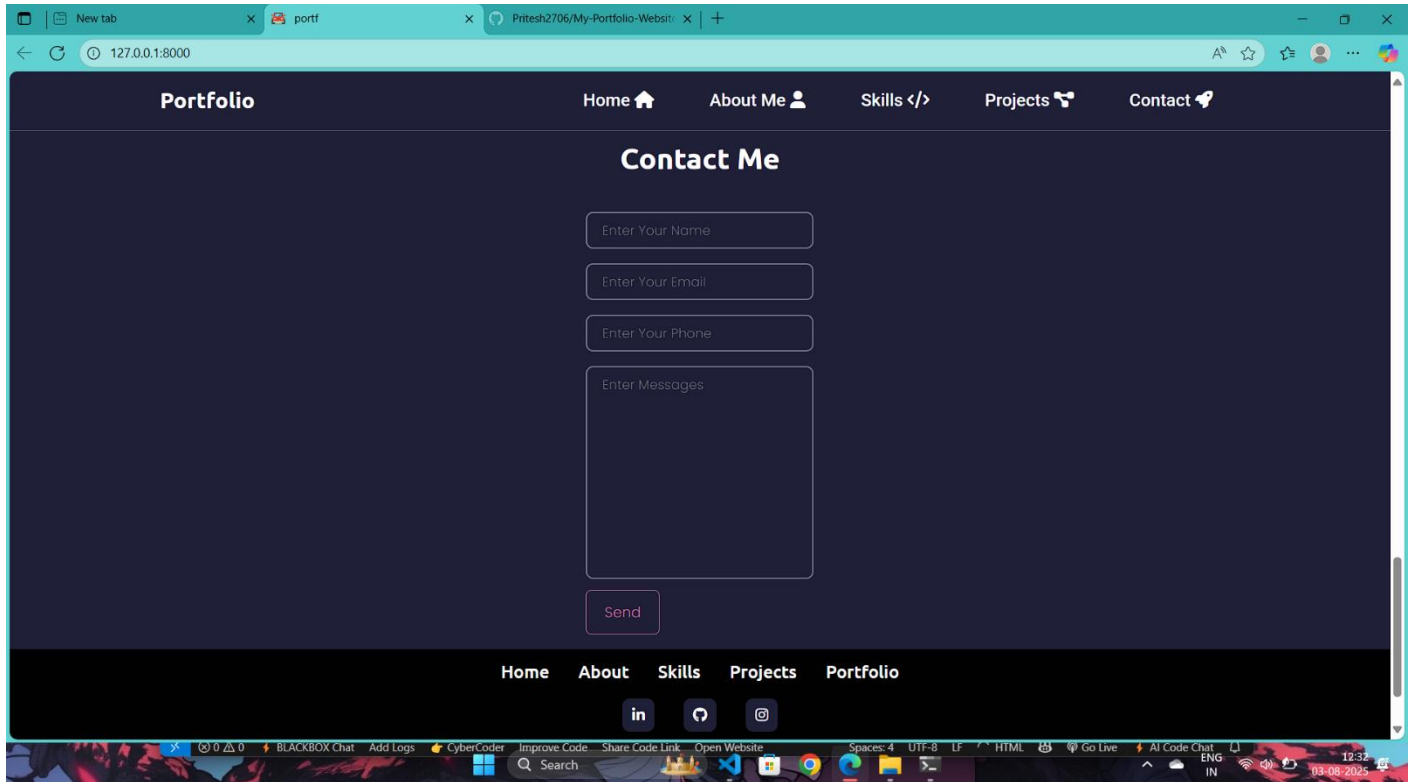 New tab
portf
Pritesh2706/My-Portfolio-Website
127.0.0.1:8000
Portfolio Home About Me Skills </> Projects Contact
Contact Me
Enter Your Name
Enter Your Email
Enter Your Phone
Enter Messages
Send
Home About Skills Projects Portfolio
in
0 0 BLACKBOX Chat Add Logs CyberCoder Improve Code Share Code Link Open Website Spaces: 4 UTF-8 LF HTML Go Live AI Code Chat
Search
ENG
IN
12:32
03-08-2025